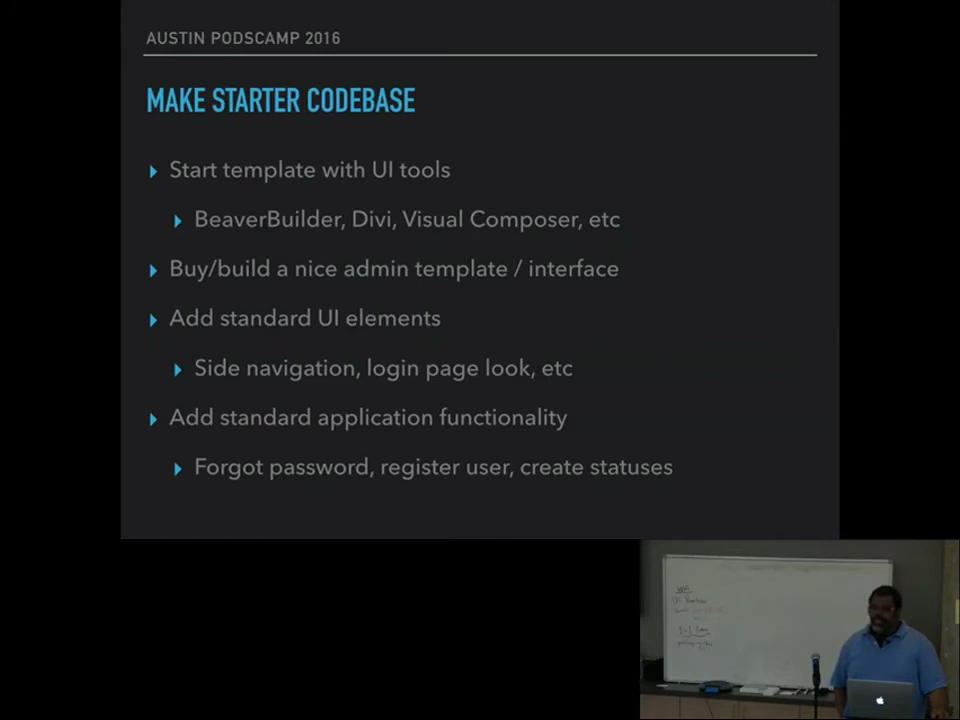 AUSTIN PODSCAMP 2016
MAKE STARTER CODEBASE
Start template with UI tools
BeaverBuilder, Divi, Visual Composer, etc
Buy/build a nice admin template / interface
Add standard UI elements
Side navigation, login page look, etc
Add standard application functionality
Forgot password, register user, create statuses